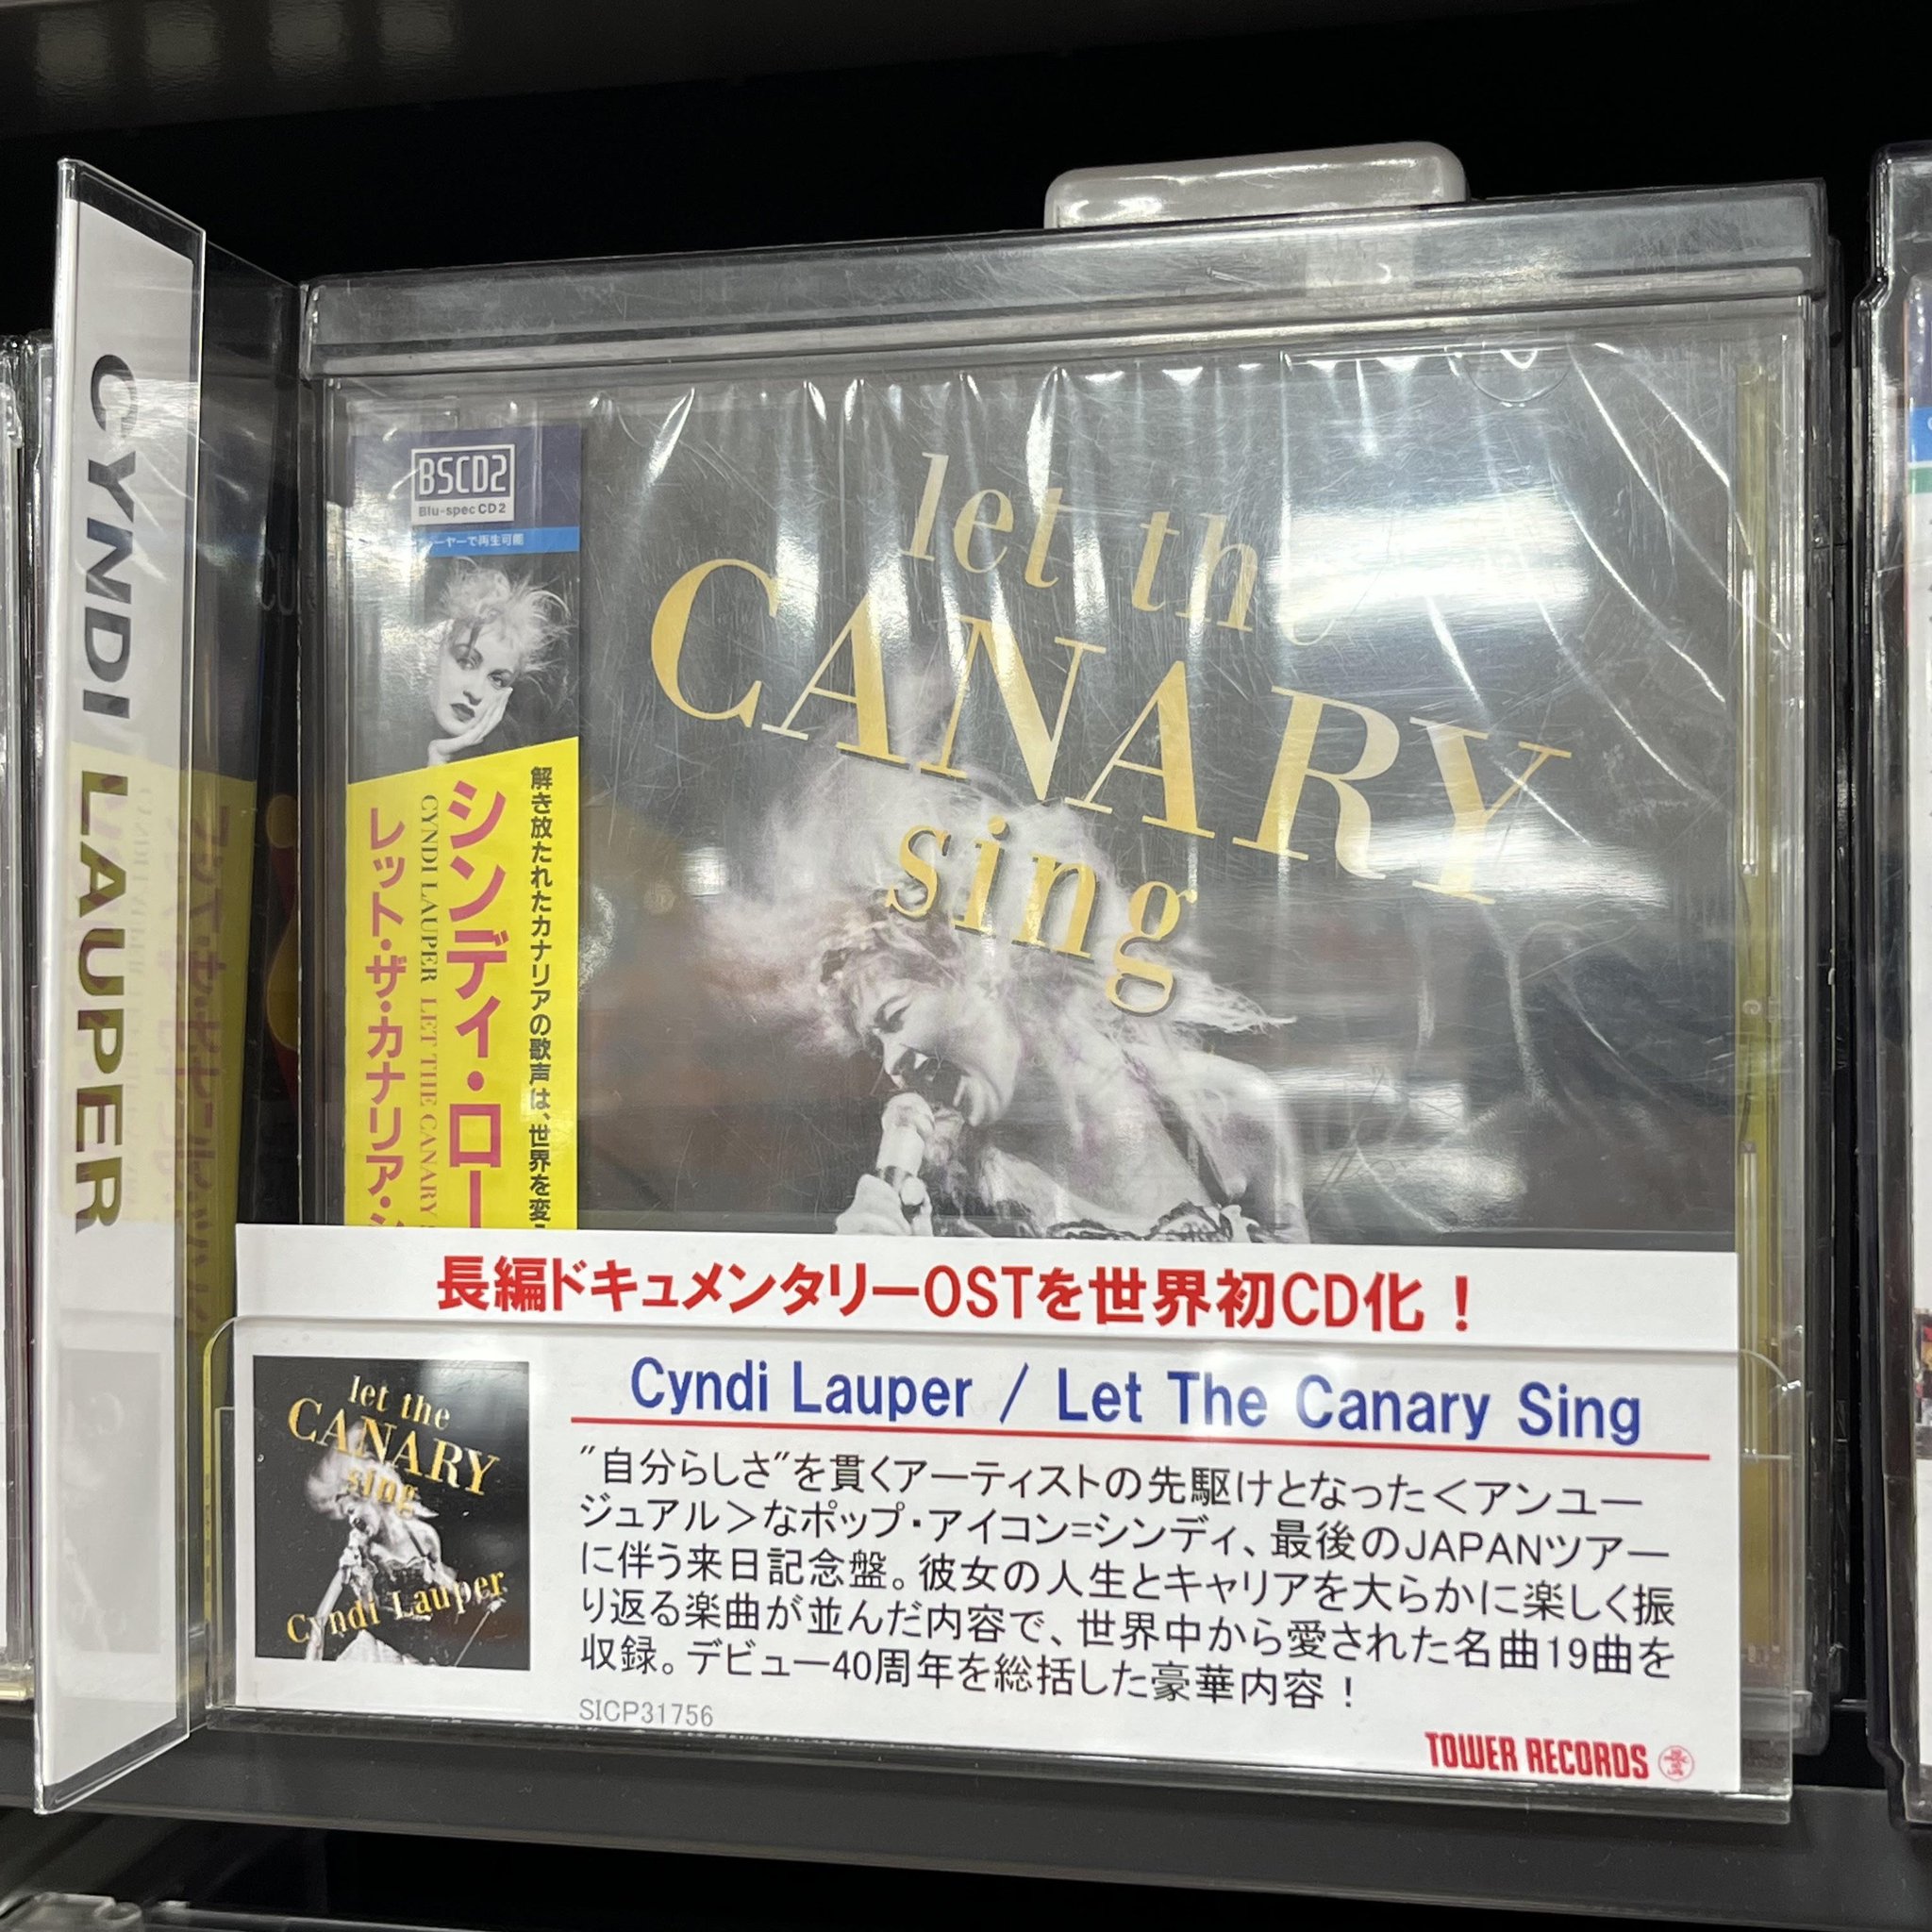 CYNDI LAUPER
BSCD2
Blu-spec CD2
ーヤーで再生可能
解き放たれたカナリアの歌声は、世界を変
シンディ・ロー
CYNDI LAUPER LET THE CANARY
レット・ザ・カナリア・
let th
CANARY
sing
長編ドキュメンタリーOSTを世界初CD化！
let the
CANARY
sing
Cyndi Lauper
Cyndi Lauper / Let The Canary Sing
"自分らしさ"を貫くアーティストの先駆けとなった＜アンユー
ジュアル＞なポップ・アイコン=シンディ、最後のJAPANツアー
に伴う来日記念盤。彼女の人生とキャリアを大らかに楽しく振
り返る楽曲が並んだ内容で、世界中から愛された名曲19曲を
収録。デビュー40周年を総括した豪華内容！
SICP31756
TOWER RECORDS